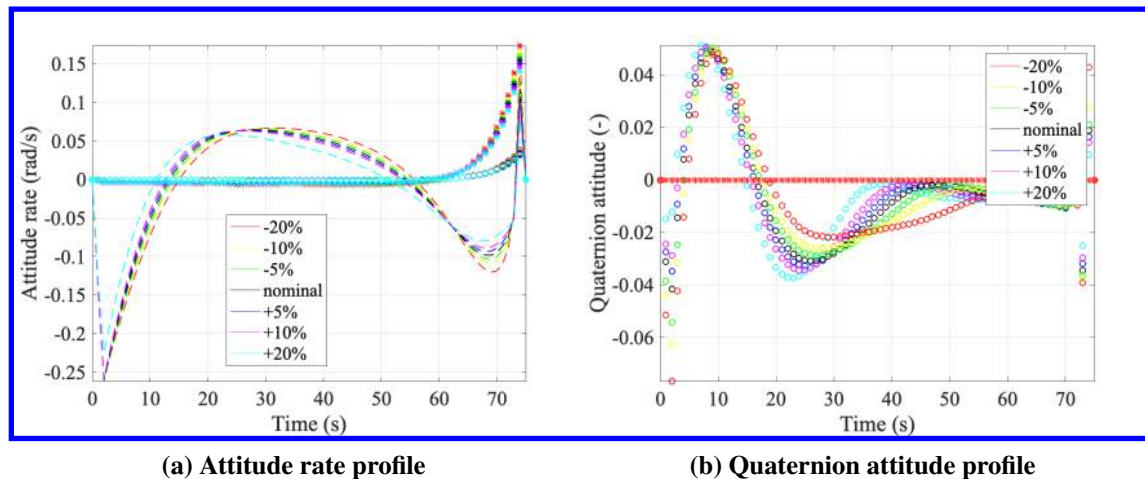 0.15
0.1
0.05
0
-0.05
-0.1
-0.15
-0.2
-0.25
Attitude rate (rad/s)
-20%
-10%
-5%
nominal
+5%
+10%
+20%
0 10 20 30 40 50 60 70
Time (s)
(a) Attitude rate profile
0.04
0.02
0
-0.02
-0.04
-0.06
Quaternion attitude (-)
-20%
-10%
-5%
nominal
+5%
+10%
+20%
0 10 20 30 40 50 60 70
Time (s)
(b) Quaternion attitude profile